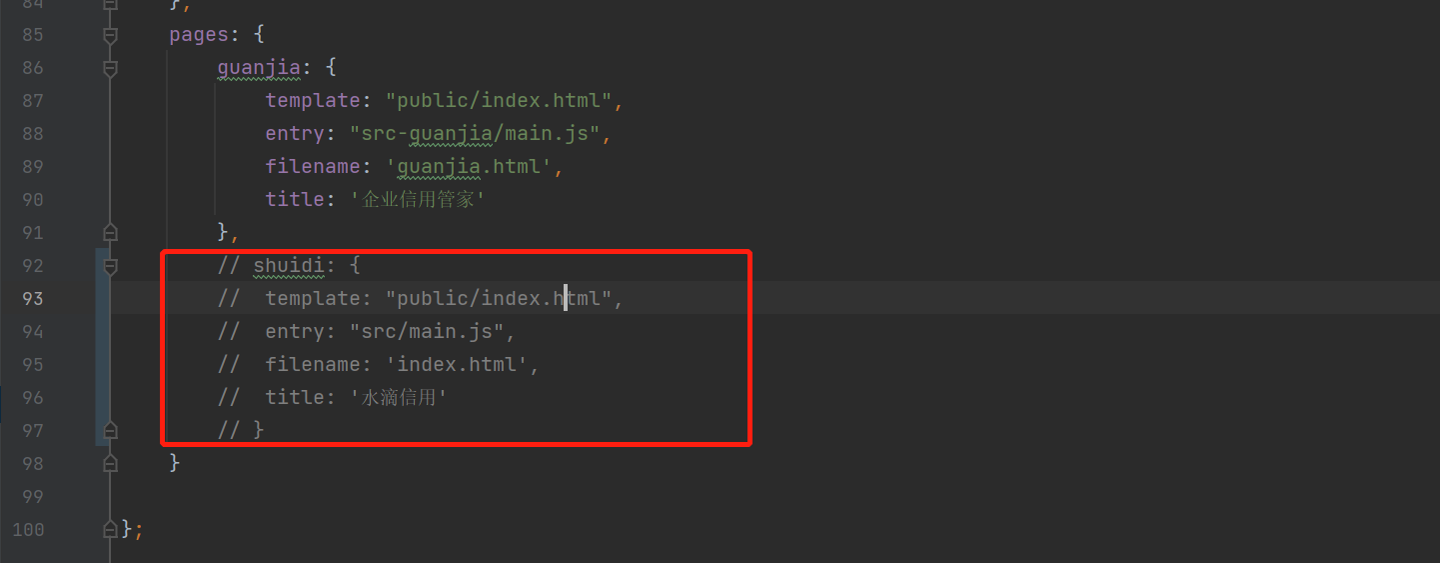 84 },
85 pages: {
86 guanjia: {
87 template: "public/index.html",
88 entry: "src-guanjia/main.js",
89 filename: 'guanjia.html',
90 title: '企业信用管家'
91 },
92 // shuidi: {
93 //  template: "public/index.html",
94 //  entry: "src/main.js",
95 //  filename: 'index.html',
96 //  title: '水滴信用'
97 // }
98 }
99
100 };